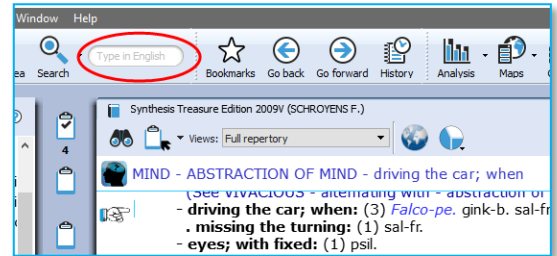 Window Help
Type in English
ea Search Bookmarks Go back Go forward History Analysis Maps
Synthesis Treasure Edition 2009V (SCHROYENS F.)
4
Views: Full repertory
MIND - ABSTRACTION OF MIND - driving the car; when
(See VIVACIOUS - alternating with - abstraction of
- driving the car; when: (3) Falco-pe. gink-b. sal-fr
. missing the turning: (1) sal-fr.
- eyes; with fixed: (1) psil.